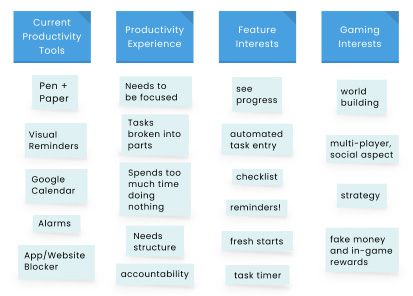 Current
Productivity
Tools
Pen +
Paper
Visual
Reminders
Google
Calendar
Alarms
App/Website
Blocker
Productivity
Experience
Needs to
be focused
Tasks
broken into
parts
Spends too
much time
doing
nothing
Needs
structure
accountability
Feature
Interests
see
progress
automated
task entry
checklist
reminders!
fresh starts
task timer
Gaming
Interests
world
building
multi-player,
social aspect
strategy
fake money
and in-game
rewards